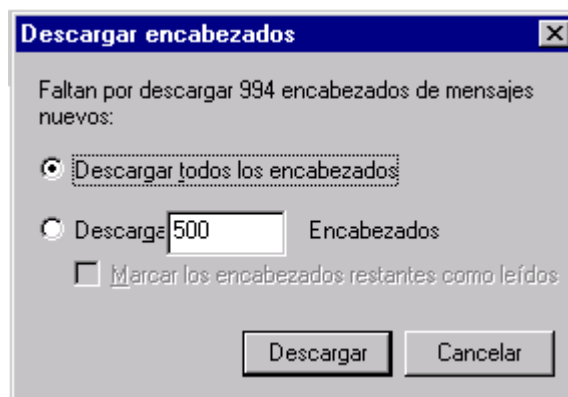 Descargar encabezados
Faltan por descargar 994 encabezados de mensajes
nuevos:
Descargar todos los encabezados
Descarga 500 Encabezados
Marcar los encabezados restantes como leídos
Descargar Cancelar